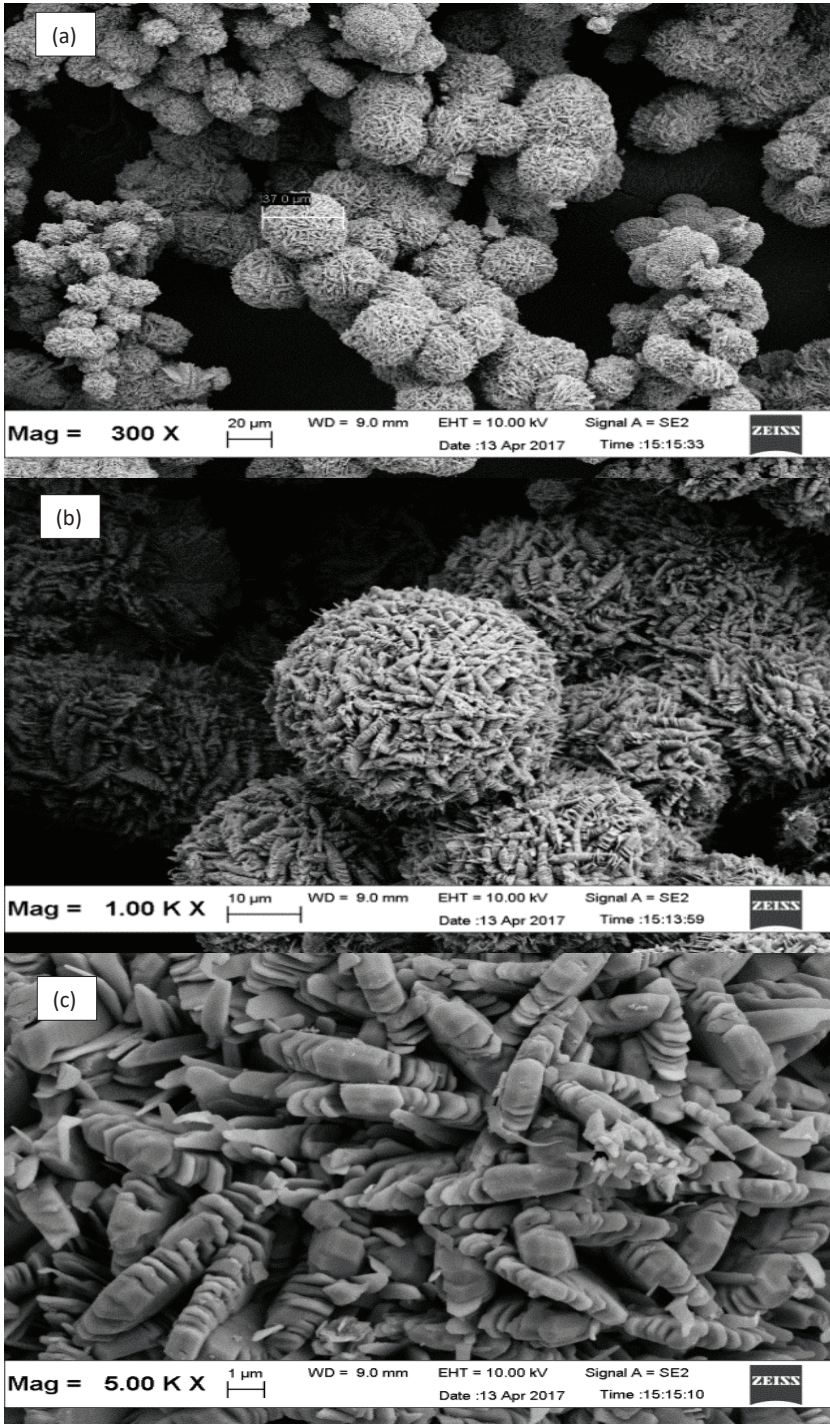 (a)
37.0 µm
Mag = 300 X 20 µm WD = 9.0 mm EHT = 10.00 kV Signal A = SE2 ZEISS
Date :13 Apr 2017 Time :15:15:33
(b)
Mag = 1.00 K X 10 µm WD = 9.0 mm EHT = 10.00 kV Signal A = SE2 ZEISS
Date :13 Apr 2017 Time :15:13:59
(c)
Mag = 5.00 K X 1 µm WD = 9.0 mm EHT = 10.00 kV Signal A = SE2 ZEISS
Date :13 Apr 2017 Time :15:15:10